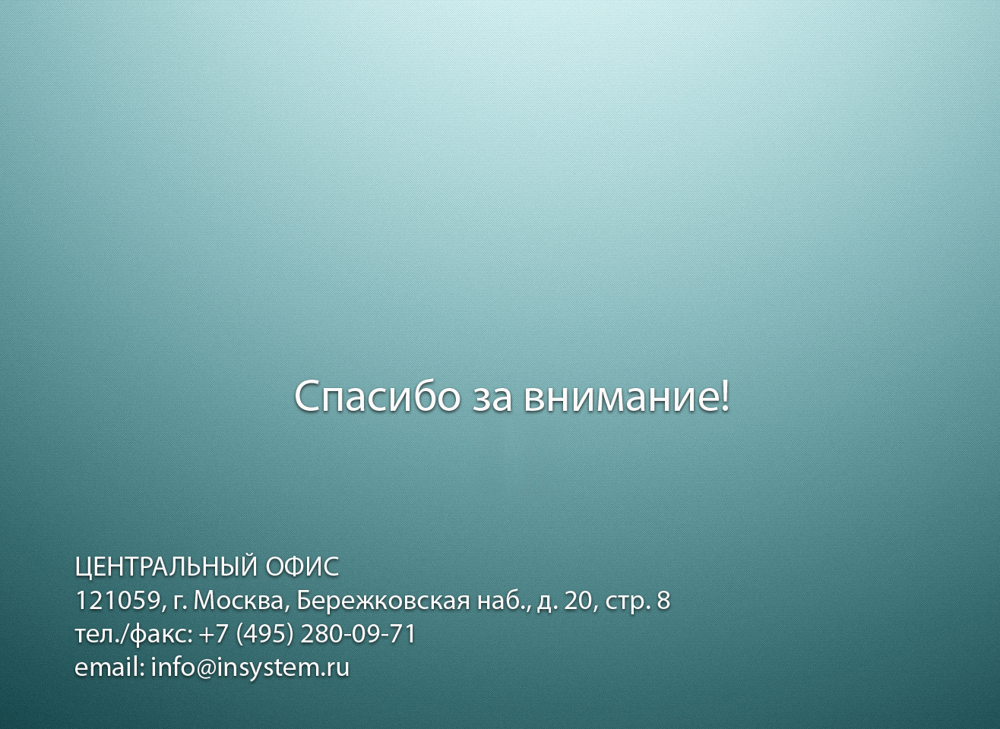 Спасибо за внимание!
ЦЕНТРАЛЬНЫЙ ОФИС
121059, г. Москва, Бережковская наб., д. 20, стр. 8
тел./факс: +7 (495) 280-09-71
email: info@insystem.ru